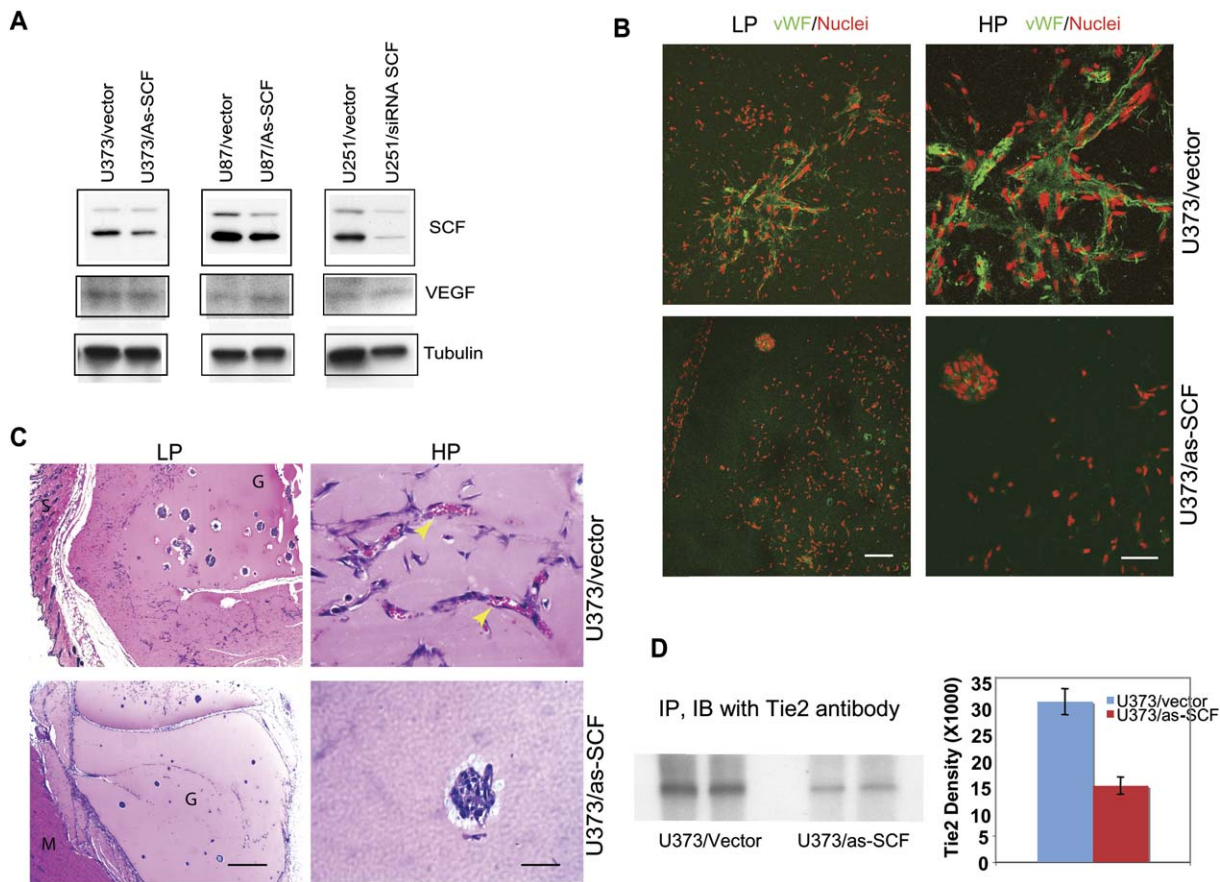 A
U373/vector
U373/As-SCF
U87/vector
U87/As-SCF
U251/vector
U251/siRNA SCF
SCF
VEGF
Tubulin
B
LP vWF/Nuclei
HP vWF/Nuclei
U373/vector
U373/as-SCF
C
LP
HP
S
G
U373/vector
M
G
U373/as-SCF
D
IP, IB with Tie2 antibody
U373/Vector
U373/as-SCF
Tie2 Density (X1000)
35
30
25
20
15
10
5
0
U373/vector
U373/as-SCF